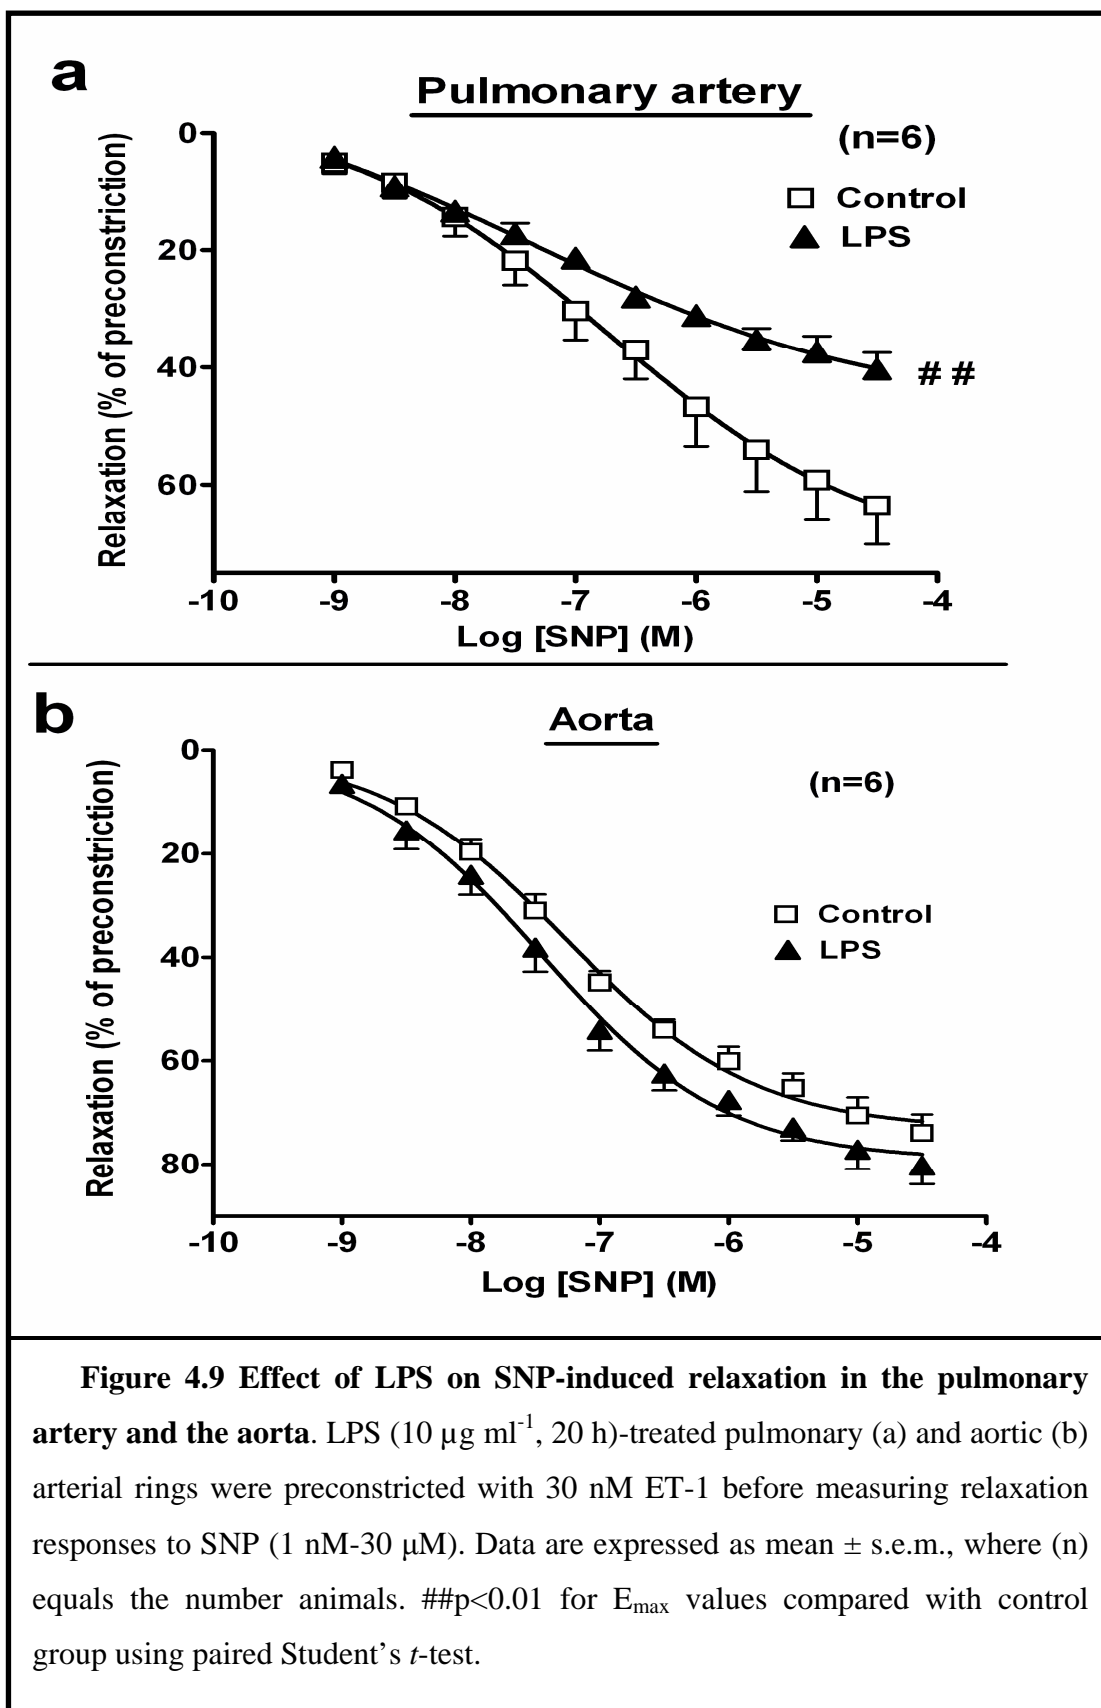 a
Pulmonary artery
(n=6)
Control
LPS
Relaxation (% of preconstriction)
0
20
40
60
# #
-10 -9 -8 -7 -6 -5 -4
Log [SNP] (M)
b
Aorta
(n=6)
Control
LPS
Relaxation (% of preconstriction)
0
20
40
60
80
-10 -9 -8 -7 -6 -5 -4
Log [SNP] (M)
Figure 4.9 Effect of LPS on SNP-induced relaxation in the pulmonary
artery and the aorta. LPS (10 µg ml⁻¹, 20 h)-treated pulmonary (a) and aortic (b)
arterial rings were preconstricted with 30 nM ET-1 before measuring relaxation
responses to SNP (1 nM-30 µM). Data are expressed as mean ± s.e.m., where (n)
equals the number animals. ##p<0.01 for Emax values compared with control
group using paired Student’s t-test.